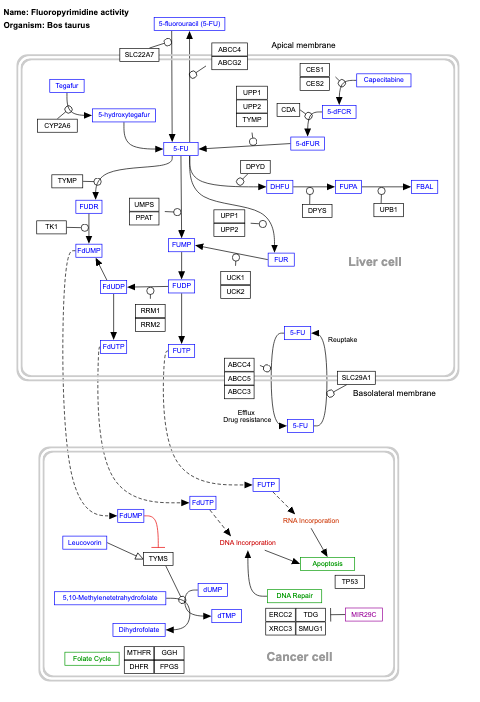 Name: Fluoropyrimidine activity
Organism: Bos taurus
5-fluorouracil (5-FU)
SLC22A7
ABCC4
ABCG2
Apical membrane
Tegafur
CYP2A6
5-hydroxytegafur
UPP1
UPP2
TYMP
CES1
CES2
Capecitabine
CDA
5-dFCR
5-dFUR
5-FU
TYMP
DPYD
DHFU
FUPA
FBAL
DPYS
UPB1
FUDR
UMPS
PPAT
UPP1
UPP2
TK1
FdUMP
FUMP
FUR
Liver cell
UCK1
UCK2
FdUDP
FUDP
RRM1
RRM2
FdUTP
FUTP
5-FU
Reuptake
ABCC4
ABCC5
ABCC3
SLC29A1
Basolateral membrane
Efflux
Drug resistance
5-FU
FUTP
FdUTP
FdUMP
RNA Incorporation
Leucovorin
DNA Incorporation
TYMS
Apoptosis
TP53
5,10-Methylenetetrahydrofolate
dUMP
DNA Repair
dTMP
ERCC2
TDG
XRCC3
SMUG1
MIR29C
Dihydrofolate
Folate Cycle
MTHFR
GGH
DHFR
FPGS
Cancer cell